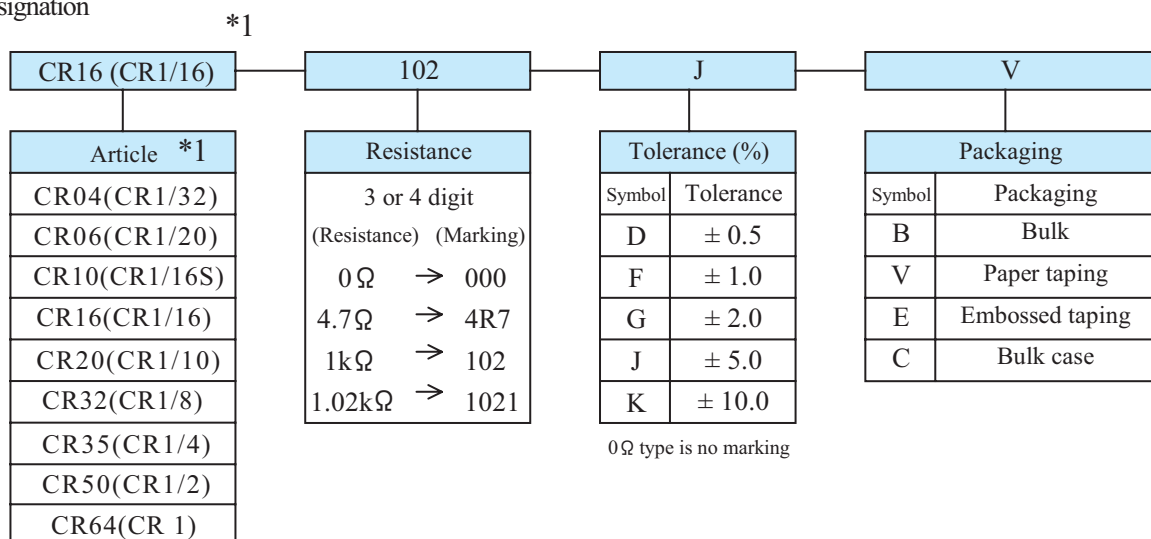 signation
*1
CR16 (CR1/16) 102 J V
Article *1
CR04(CR1/32)
CR06(CR1/20)
CR10(CR1/16S)
CR16(CR1/16)
CR20(CR1/10)
CR32(CR1/8)
CR35(CR1/4)
CR50(CR1/2)
CR64(CR 1)
Resistance
3 or 4 digit
(Resistance) (Marking)
0Ω → 000
4.7Ω → 4R7
1kΩ → 102
1.02kΩ → 1021
Tolerance (%)
Symbol Tolerance
D ± 0.5
F ± 1.0
G ± 2.0
J ± 5.0
K ± 10.0
0Ω type is no marking
Packaging
Symbol Packaging
B Bulk
V Paper taping
E Embossed taping
C Bulk case